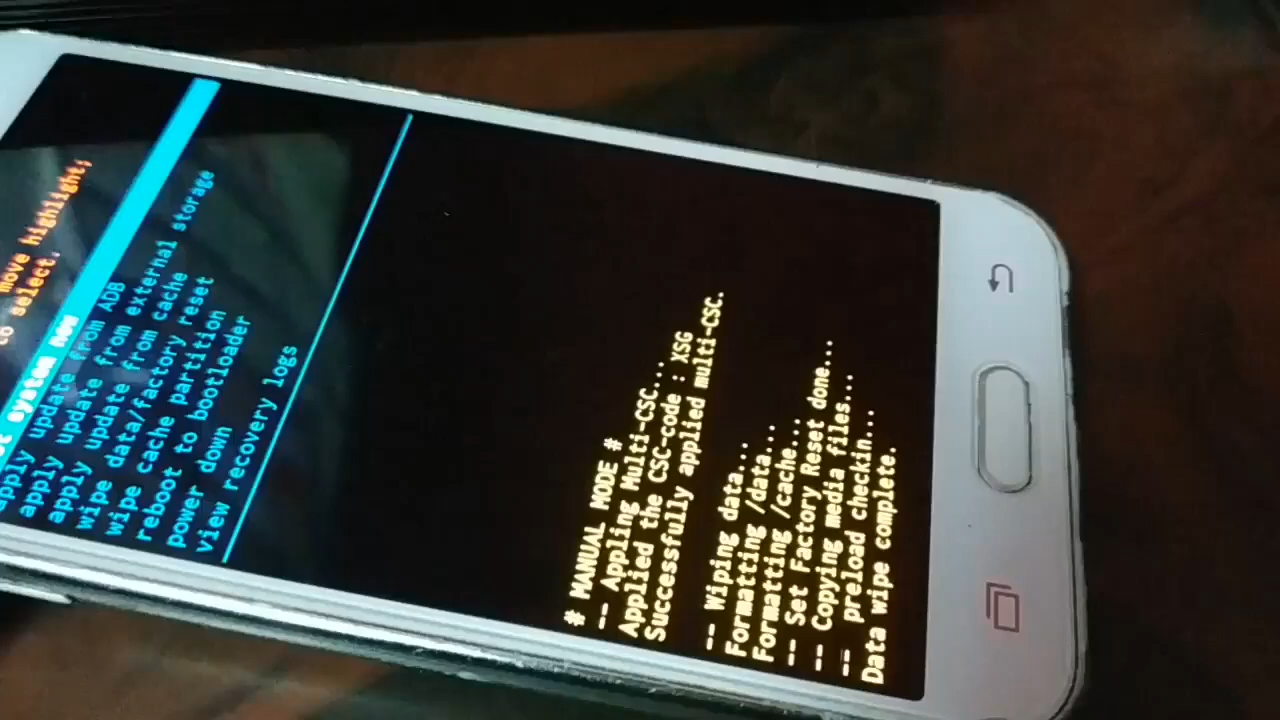 move highlight;
to select.
system now
apply update from ADB
apply update from external storage
apply update from cache
wipe data/factory reset
wipe cache partition
reboot to bootloader
power down
view recovery logs
# MANUAL MODE #
-- Appling Multi-CSC...
Applied the CSC-code : XSG
Successfully applied multi-CSC.
-- Wiping data...
Formatting /data...
Formatting /cache...
-- Set Factory Reset done...
-- Copying media files...
-- preload checkin...
Data wipe complete.